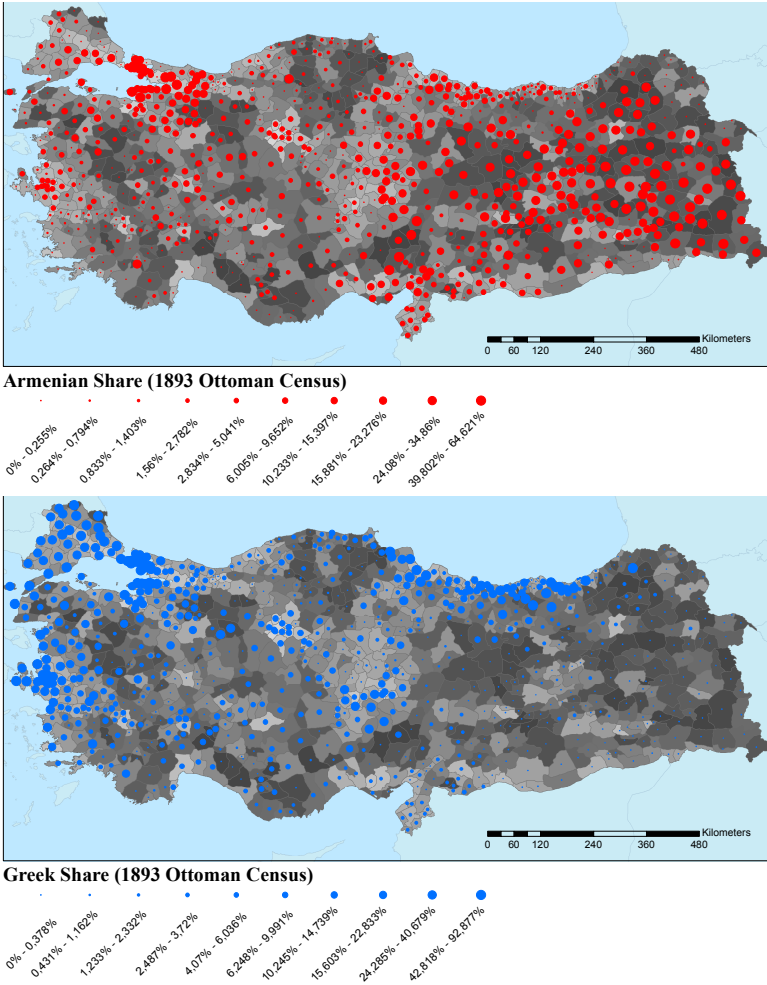 Kilometers
0 60 120 240 360 480
Armenian Share (1893 Ottoman Census)
0% - 0,255%
0,264% - 0,794%
0,833% - 1,403%
1,56% - 2,782%
2,834% - 5,041%
6,005% - 9,652%
10,233% - 15,397%
15,881% - 23,276%
24,08% - 34,86%
39,802% - 64,621%
Kilometers
0 60 120 240 360 480
Greek Share (1893 Ottoman Census)
0% - 0,378%
0,431% - 1,162%
1,233% - 2,332%
2,487% - 3,72%
4,07% - 6,036%
6,248% - 9,991%
10,245% - 14,739%
15,603% - 22,833%
24,285% - 40,679%
42,818% - 92,877%